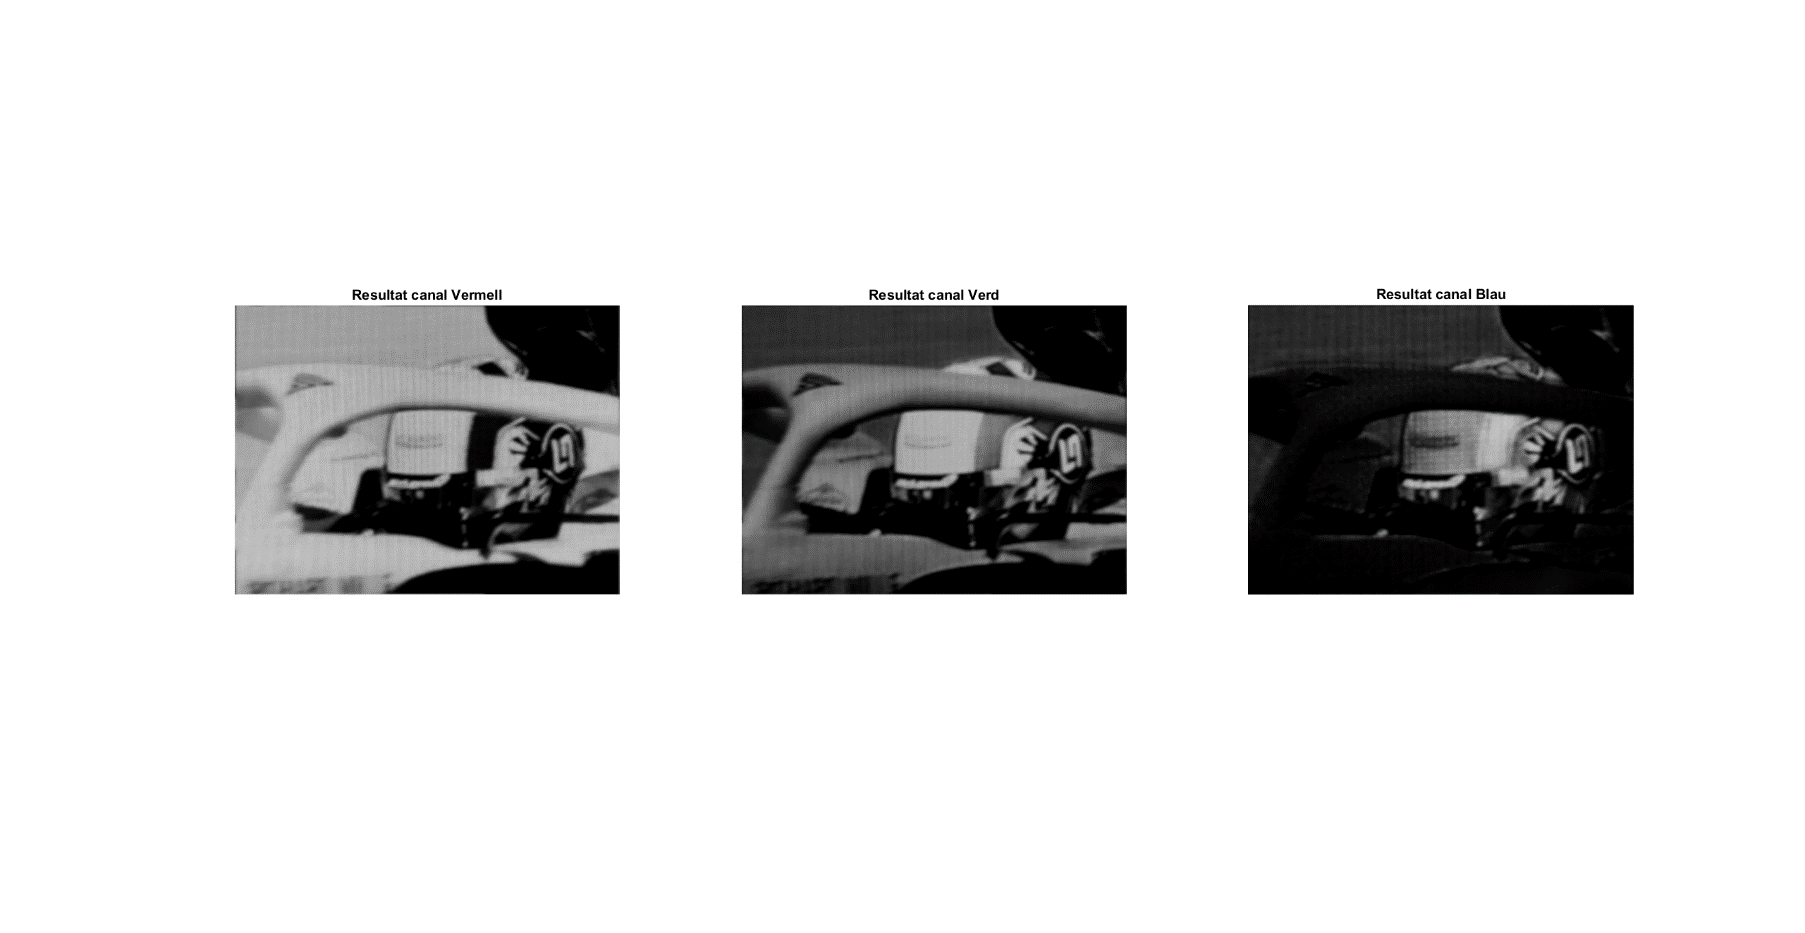 Resultat canal Vermell
Resultat canal Verd
Resultat canal Blau